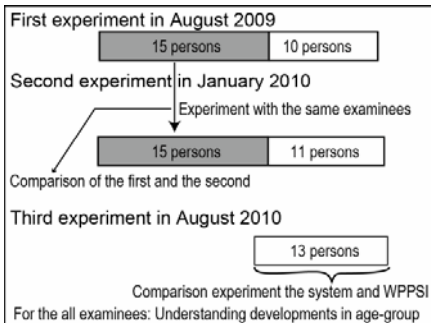 First experiment in August 2009
15 persons 10 persons
Second experiment in January 2010
Experiment with the same examinees
15 persons 11 persons
Comparison of the first and the second
Third experiment in August 2010
13 persons
Comparison experiment the system and WPPSI
For the all examinees: Understanding developments in age-group